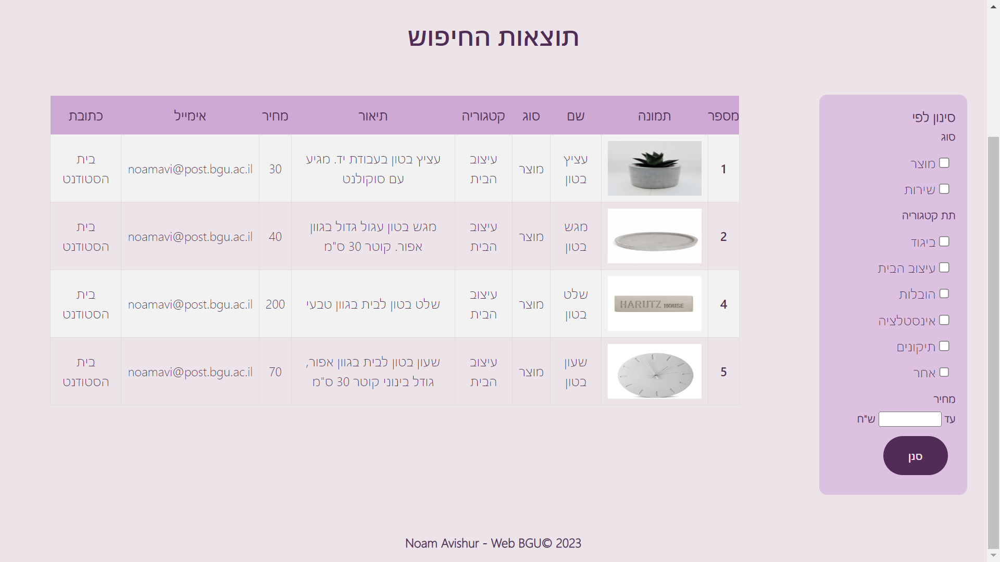 תוצאות החיפוש
סינון לפי
סוג
מוצר
שירות
תת קטגוריה
ביגוד
עיצוב הבית
הובלות
אינסטלציה
תיקונים
אחר
מחיר
עד ש"ח
סנן
מספר תמונה שם סוג קטגוריה תיאור מחיר אימייל כתובת
1
עציץ
בטון
מוצר
עיצוב
הבית
עציץ בטון בעבודת יד. מגיע
עם סוקולנט
30
noamavi@post.bgu.ac.il
בית
הסטודנט
2
מגש
בטון
מוצר
עיצוב
הבית
מגש בטון עגול גדול בגוון
אפור. קוטר 30 ס"מ
40
noamavi@post.bgu.ac.il
בית
הסטודנט
4
HARUTZ HOUSE
שלט
בטון
מוצר
עיצוב
הבית
שלט בטון לבית בגוון טבעי
200
noamavi@post.bgu.ac.il
בית
הסטודנט
5
שעון
בטון
מוצר
עיצוב
הבית
שעון בטון לבית בגוון אפור,
גודל בינוני קוטר 30 ס"מ
70
noamavi@post.bgu.ac.il
בית
הסטודנט
Noam Avishur - Web BGU© 2023